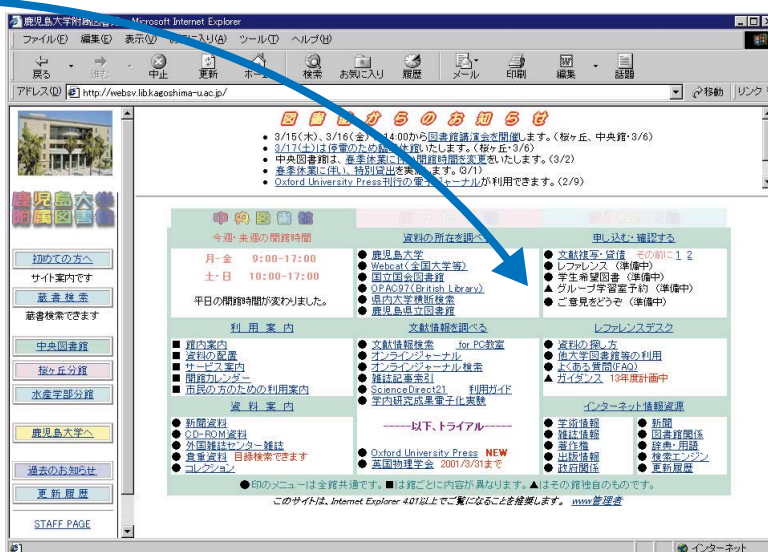 Microsoft Internet Explorer
ファイル(F) 編集(E) 表示(V) ツール(T) ヘルプ(H)
戻る 中止 更新 ホーム 検索 お気に入り 履歴 メール 印刷 編集 話題
アドレス(D) http://websv.lib.kagoshima-u.ac.jp/ 移動 リンク
図書館からのお知らせ
3/15(木)、3/16(金) 14:00から図書館講演会を開催します。(桜ヶ丘、中央館・3/6)
3/17(土)は停電のため臨時休館いたします。(桜ヶ丘・3/6)
中央図書館は、春季休業に伴い開館時間を変更をいたします。(3/2)
春季休業に伴い、特別貸出を実施します。(3/1)
Oxford University Press刊行の電子ジャーナルが利用できます。(2/9)
鹿児島大学
附属図書館
初めての方へ
サイト案内です
蔵書検索
蔵書検索できます
中央図書館
桜ヶ丘分館
水産学部分館
鹿児島大学へ
過去のお知らせ
更新履歴
STAFF PAGE
中央図書館
今週・来週の開館時間
月-金 9:00-17:00
土・日 10:00-17:00
平日の開館時間が変わりました。
資料の所在を調べ
鹿児島大学
Webcat(全国大学等)
国立国会図書館
OPAC97(British Library)
県内大学横断検索
鹿児島県立図書館
申し込む・確認する
● 文献複写・貸借 その前に1 2
● レファレンス (準備中)
● 学生希望図書 (準備中)
▲ グループ学習室予約 (準備中)
● ご意見をどうぞ (準備中)
利用案内
■ 館内案内
■ 資料の配置
■ サービス案内
■ 開館カレンダー
■ 市民の方のための利用案内
文献情報を調べる
● 文献情報検索 for PC教室
● オンラインジャーナル
● オンラインジャーナル検索
● 雑誌記事索引
● ScienceDirect21 利用ガイド
● 学内研究成果電子化実験
レファレンスデスク
● 資料の探し方
● 他大学図書館等の利用
● よくある質問(FAQ)
▲ ガイダンス 13年度計画中
資料案内
● 新聞資料
● CD-ROM資料
● 外国雑誌センター雑誌
● 貴重資料 目録検索できます
● コレクション
-----以下、トライアル-----
● Oxford University Press NEW
● 英国物理学会 2001/3/31まで
インターネット情報資源
● 学術情報 ● 新聞
● 雑誌情報 ● 図書館関係
● 著作権 ● 辞典・用語
● 出版情報 ● 検索エンジン
● 政府関係 ● 更新履歴
●印のメニューは全館共通です。■は館ごとに内容が異なります。▲はその館独自のものです。
このサイトは、Internet Explorer 4.01以上でご覧になることを推奨します。 www管理者
インターネット